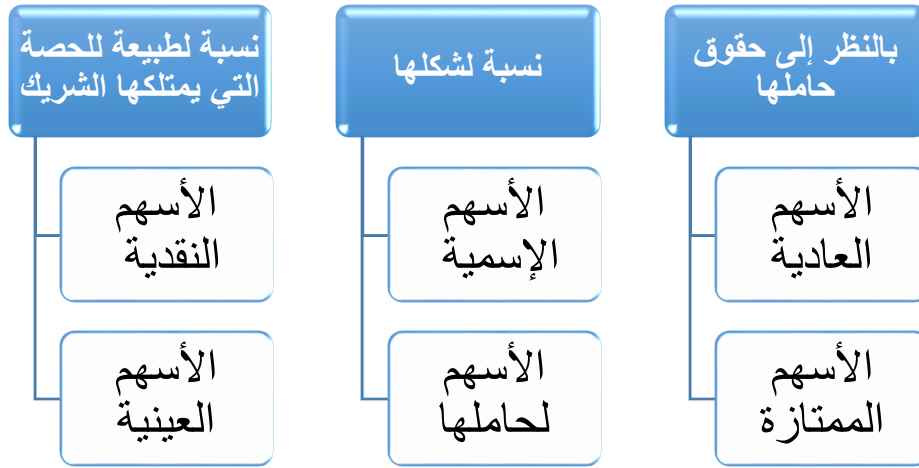 بالنظر إلى حقوق
حاملها
الأسهم
العادية
الأسهم
الممتازة
نسبة لشكلها
الأسهم
الإسمية
الأسهم
لحاملها
نسبة لطبيعة للحصة
التي يمتلكها الشريك
الأسهم
النقدية
الأسهم
العينية